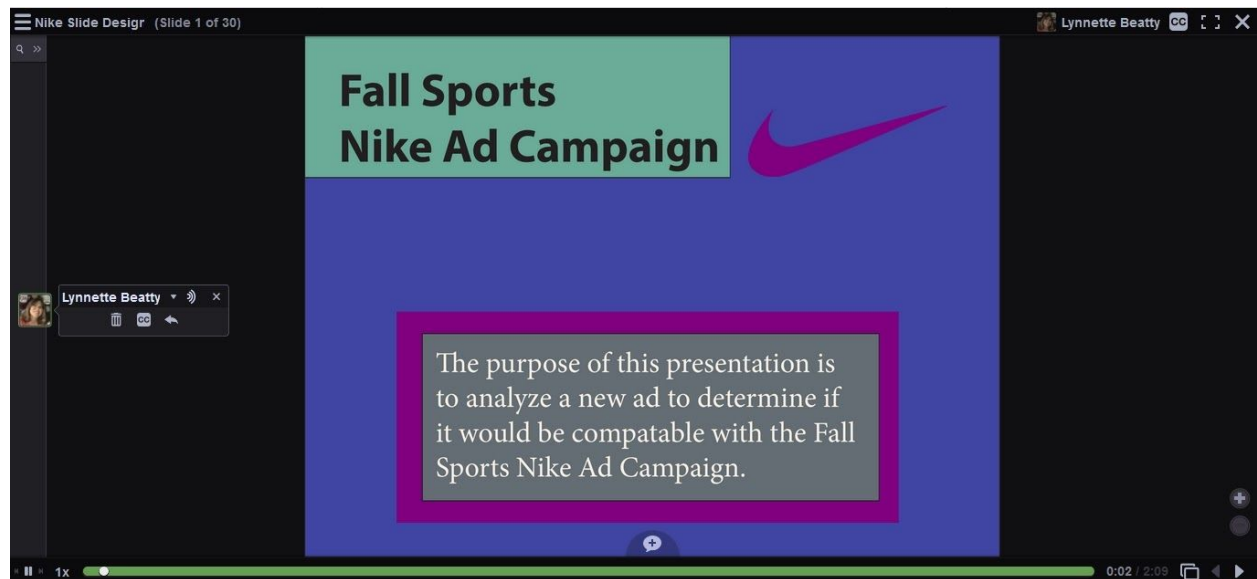 Nike Slide Desigr (Slide 1 of 30)
Lynnette Beatty CC
Fall Sports
Nike Ad Campaign
Lynnette Beatty
CC
The purpose of this presentation is
to analyze a new ad to determine if
it would be compatable with the Fall
Sports Nike Ad Campaign.
1x
0:02 / 2:09